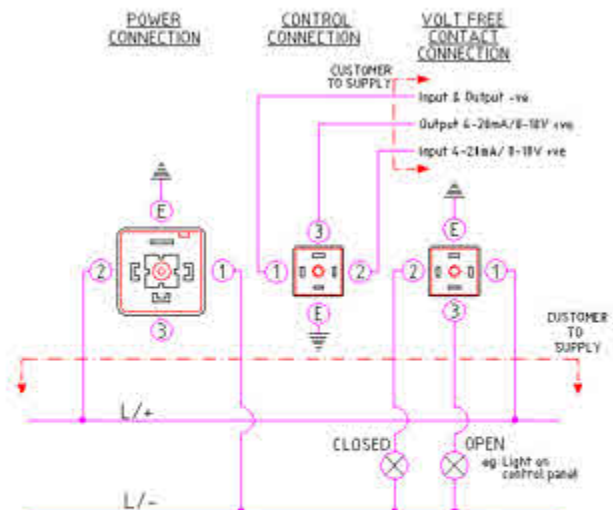 POWER
CONNECTION
CONTROL
CONNECTION
VOLT FREE
CONTACT
CONNECTION
CUSTOMER
TO SUPPLY
Input & Output -ve
Output 4-20mA/0-10V +ve
Input 4-20mA/ 0-10V +ve
E
3
E
2
1
1
2
2
1
3
E
3
CUSTOMER
TO
SUPPLY
L/+
CLOSED
OPEN
eg. Light on
control panel
L/-